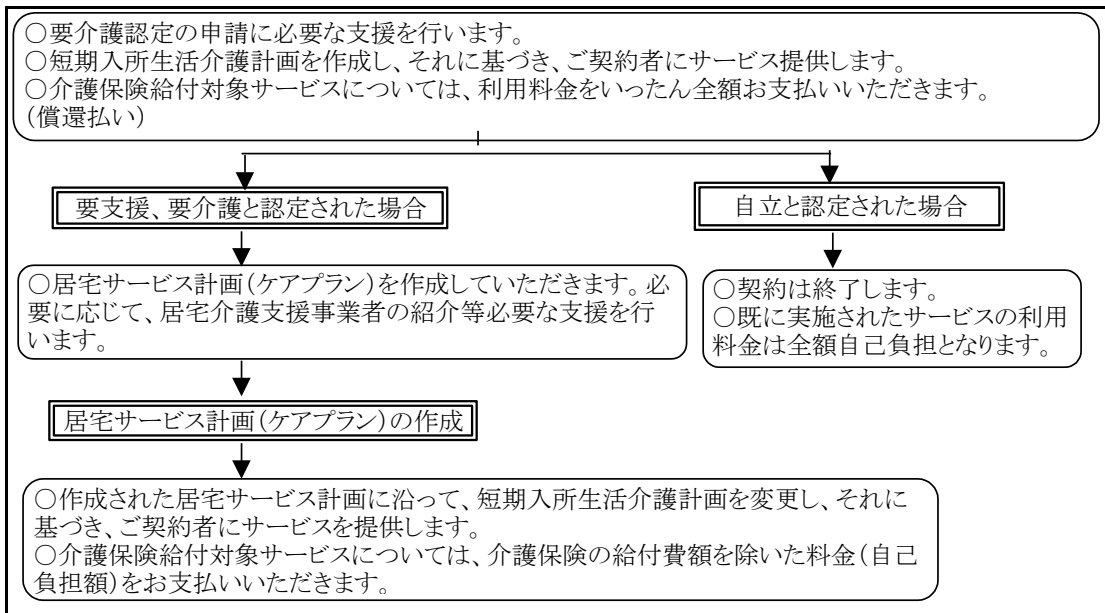 ○要介護認定の申請に必要な支援を行います。
○短期入所生活介護計画を作成し、それに基づき、ご契約者にサービス提供します。
○介護保険給付対象サービスについては、利用料金をいったん全額お支払いいただきます。
(償還払い)
要支援、要介護と認定された場合
自立と認定された場合
○居宅サービス計画(ケアプラン)を作成していただきます。必
要に応じて、居宅介護支援事業者の紹介等必要な支援を行
います。
○契約は終了します。
○既に実施されたサービスの利用
料金は全額自己負担となります。
居宅サービス計画(ケアプラン)の作成
○作成された居宅サービス計画に沿って、短期入所生活介護計画を変更し、それに
基づき、ご契約者にサービスを提供します。
○介護保険給付対象サービスについては、介護保険の給付費額を除いた料金(自己
負担額)をお支払いいただきます。